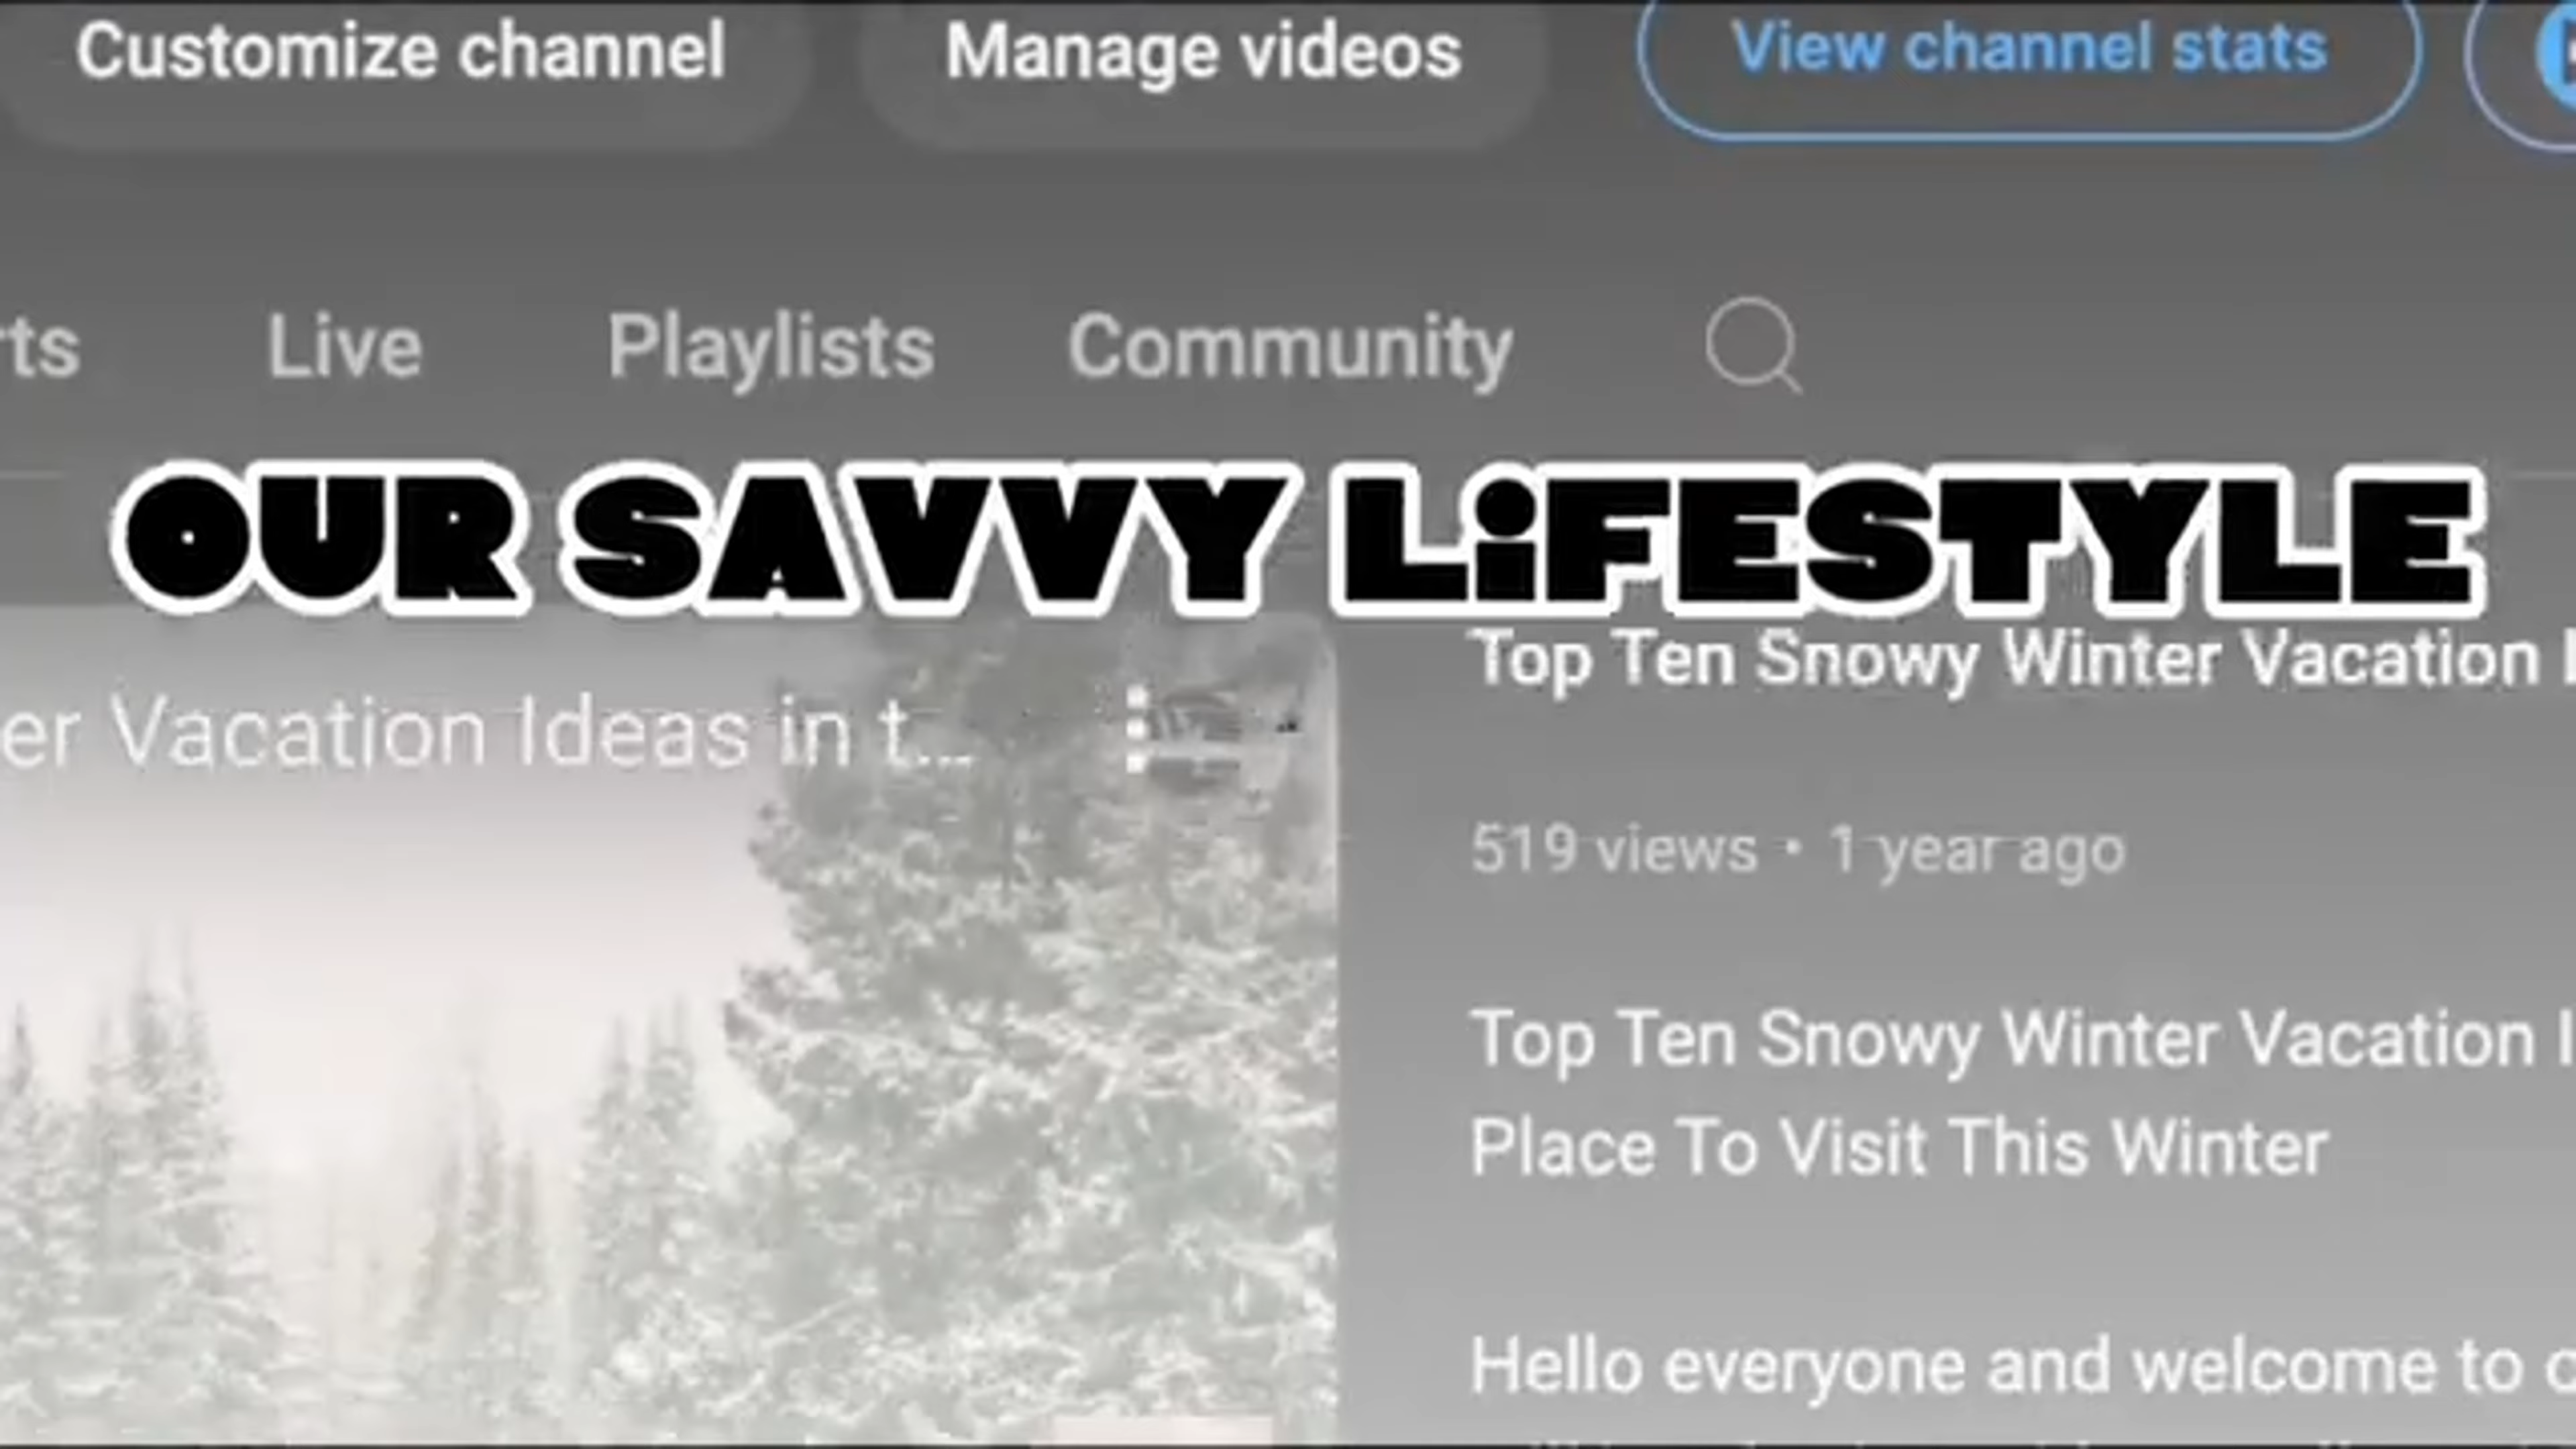 Customize channel Manage videos View channel stats
rts Live Playlists Community
OUR SAVVY LiFESTYLE
Top Ten Snowy Winter Vacation
er Vacation Ideas in t...
519 views • 1 year ago
Top Ten Snowy Winter Vacation I
Place To Visit This Winter
Hello everyone and welcome to